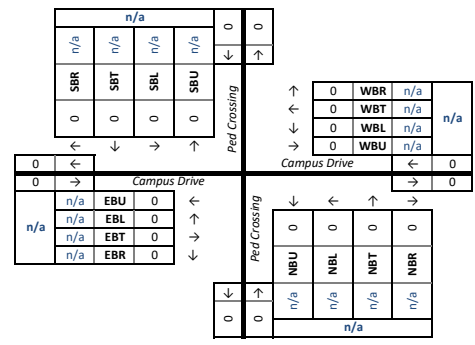 n/a
0 0
n/a n/a n/a n/a
↓ ↑
SBR SBT SBL SBU
0 0 0 0
← ↓ → ↑
Ped Crossing
↑ 0 WBR n/a
← 0 WBT n/a
↓ 0 WBL n/a
→ 0 WBU n/a
n/a
0 ←
Campus Drive
← 0
0 →
Campus Drive
→ 0
n/a
n/a EBU 0 ←
n/a EBL 0 ↑
n/a EBT 0 →
n/a EBR 0 ↓
Ped Crossing
↓ ← ↑ →
0 0 0 0
NBU NBL NBT NBR
↓ ↑
n/a n/a n/a n/a
0 0
n/a